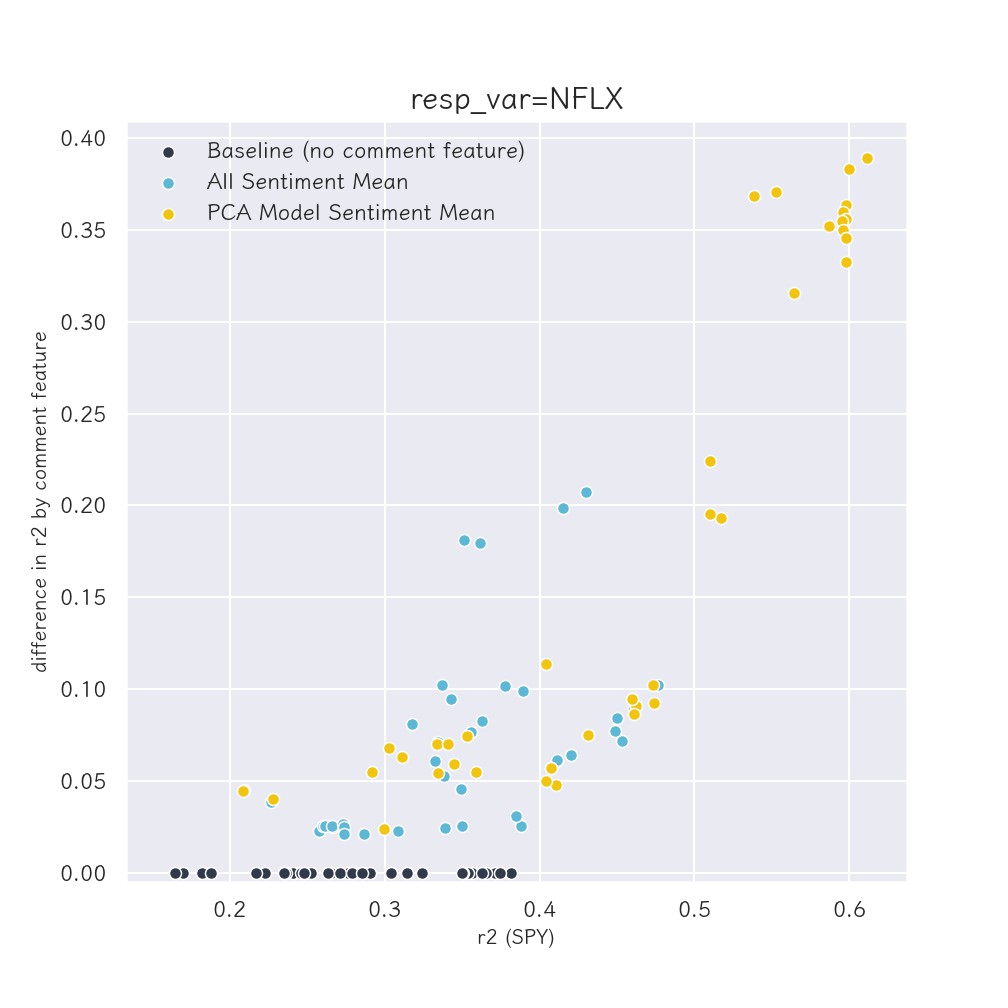 resp_var=NFLX
0.40
0.35
0.30
0.25
0.20
0.15
0.10
0.05
0.00
Baseline (no comment feature)
All Sentiment Mean
PCA Model Sentiment Mean
difference in r2 by comment feature
0.2 0.3 0.4 0.5 0.6
r2 (SPY)